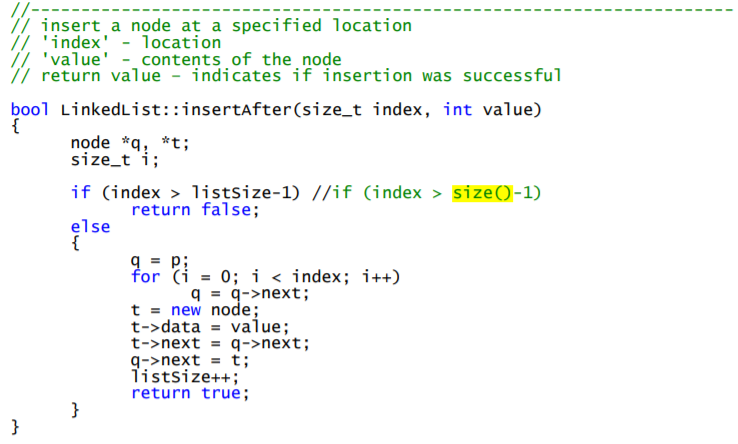 //-----------------------------------------------------------------------
// insert a node at a specified location
// 'index' - location
// 'value' - contents of the node
// return value – indicates if insertion was successful
bool LinkedList::insertAfter(size_t index, int value)
{
node *q, *t;
size_t i;
if (index > listSize-1) //if (index > size()-1)
return false;
else
{
q = p;
for (i = 0; i < index; i++)
q = q->next;
t = new node;
t->data = value;
t->next = q->next;
q->next = t;
listSize++;
return true;
}
}